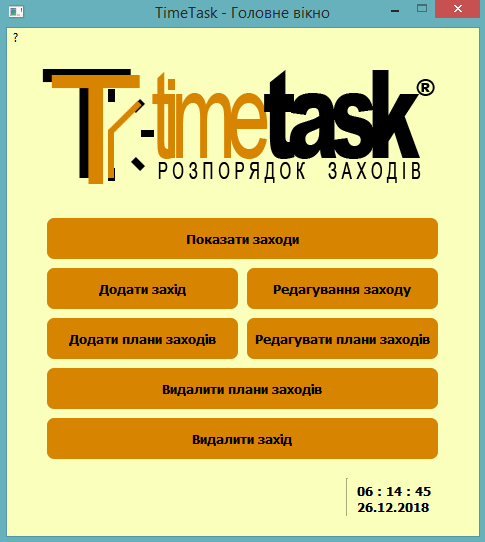 TimeTask - Головне вікно
?
timetask®
РОЗПОРЯДОК ЗАХОДІВ
Показати заходи
Додати захід
Редагування заходу
Додати плани заходів
Редагувати плани заходів
Видалити плани заходів
Видалити захід
06 : 14 : 45
26.12.2018